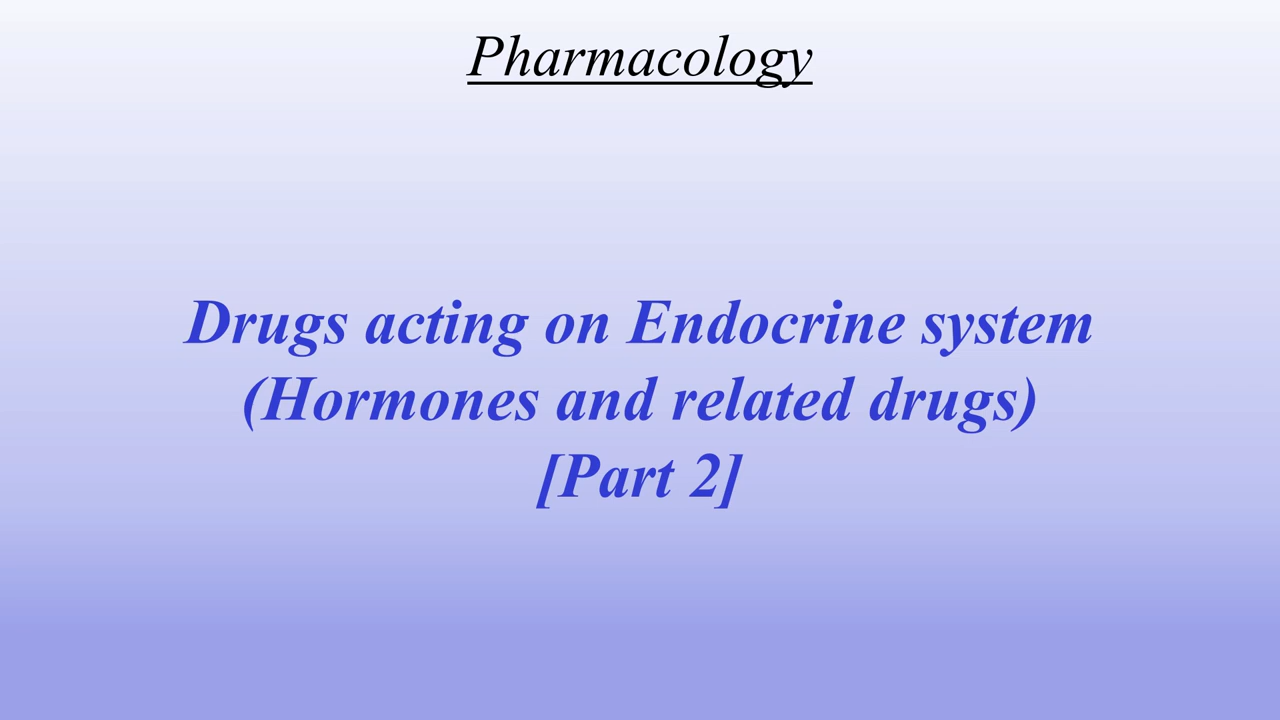 Pharmacology
Drugs acting on Endocrine system
(Hormones and related drugs)
[Part 2]